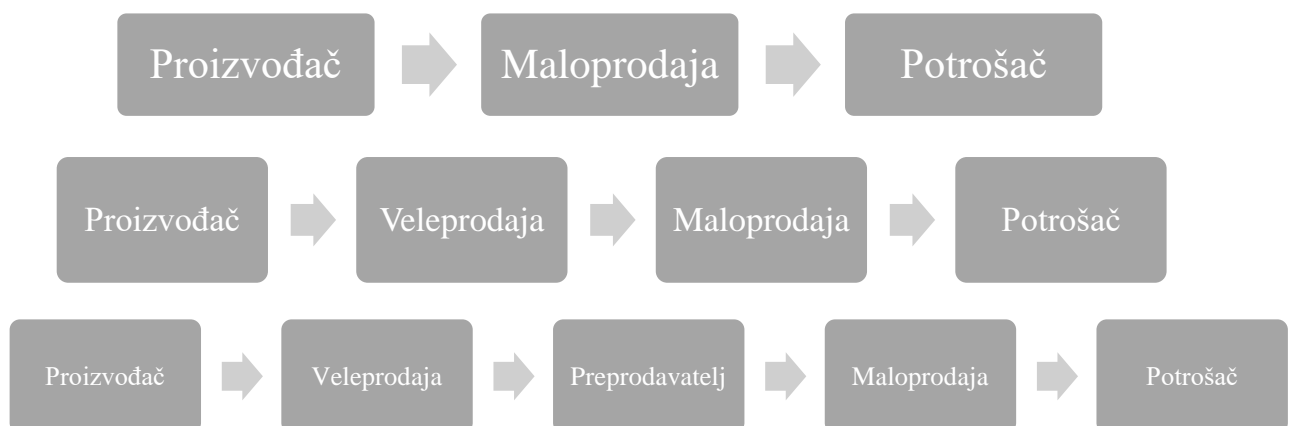 Proizvođač Maloprodaja Potrošač
Proizvođač Veleprodaja Maloprodaja Potrošač
Proizvođač Veleprodaja Preprodavatelj Maloprodaja Potrošač